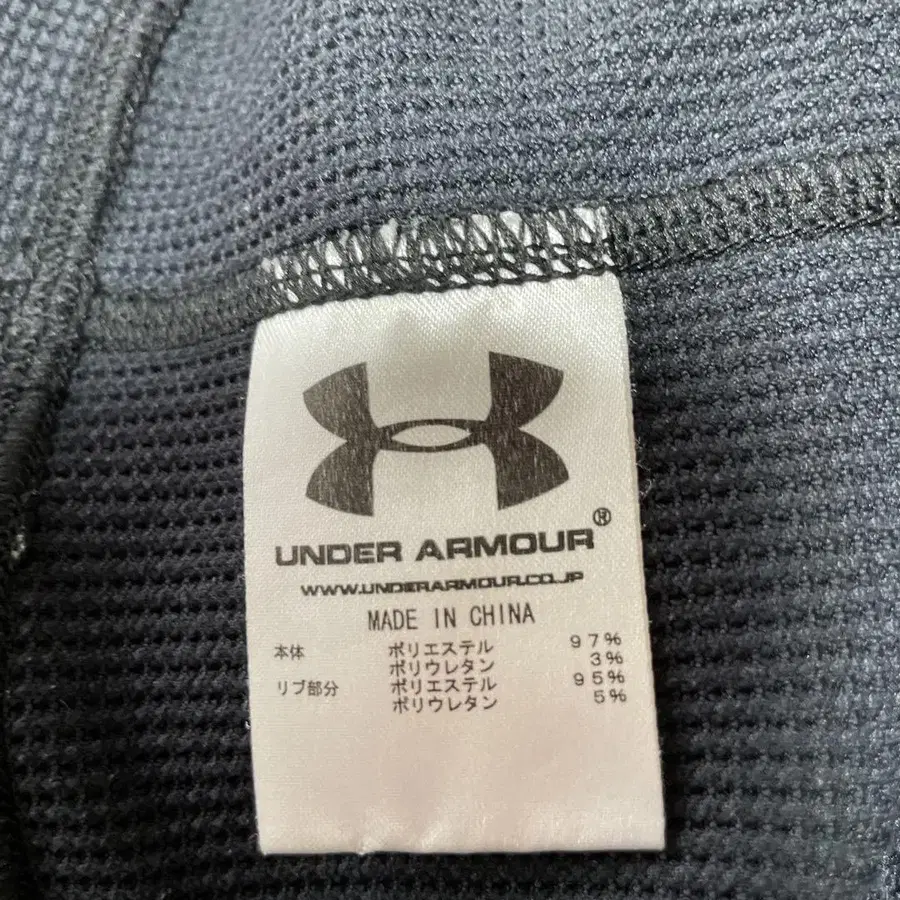 UNDER ARMOUR®
WWW.UNDERARMOUR.CO.JP
MADE IN CHINA
本体 ポリエステル 97%
ポリウレタン 3%
リブ部分 ポリエステル 95%
ポリウレタン 5%